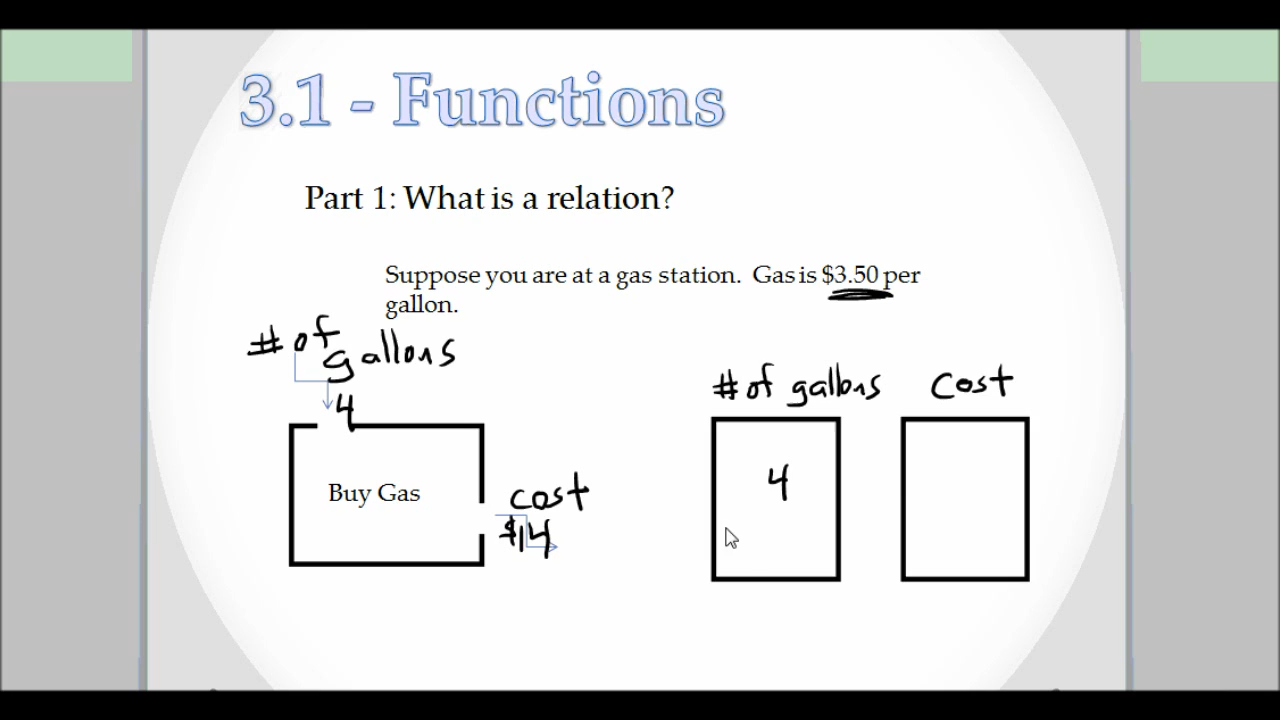 3.1 - Functions
Part 1: What is a relation?
Suppose you are at a gas station. Gas is $3.50 per
gallon.
# of
gallons
4
Buy Gas
cost
$14
# of gallons
Cost
4